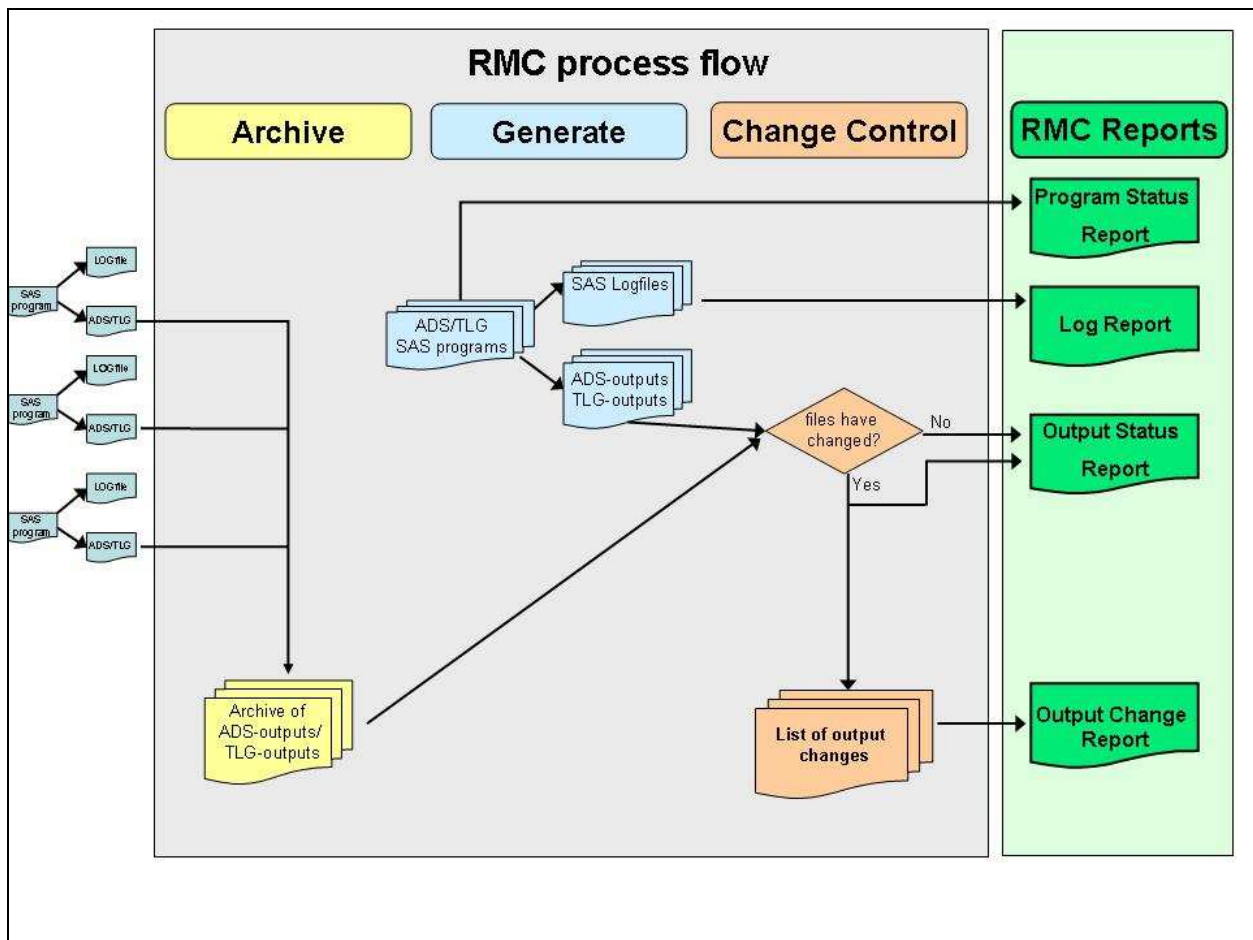 RMC process flow
Archive
Generate
Change Control
RMC Reports
LOGfile
SAS
program
ADS/TLG
LOGfile
SAS
program
ADS/TLG
LOGfile
SAS
program
ADS/TLG
ADS/TLG
SAS programs
SAS Logfiles
ADS-outputs
TLG-outputs
files have
changed?
No
Yes
Archive of
ADS-outputs/
TLG-outputs
List of output
changes
Program Status
Report
Log Report
Output Status
Report
Output Change
Report